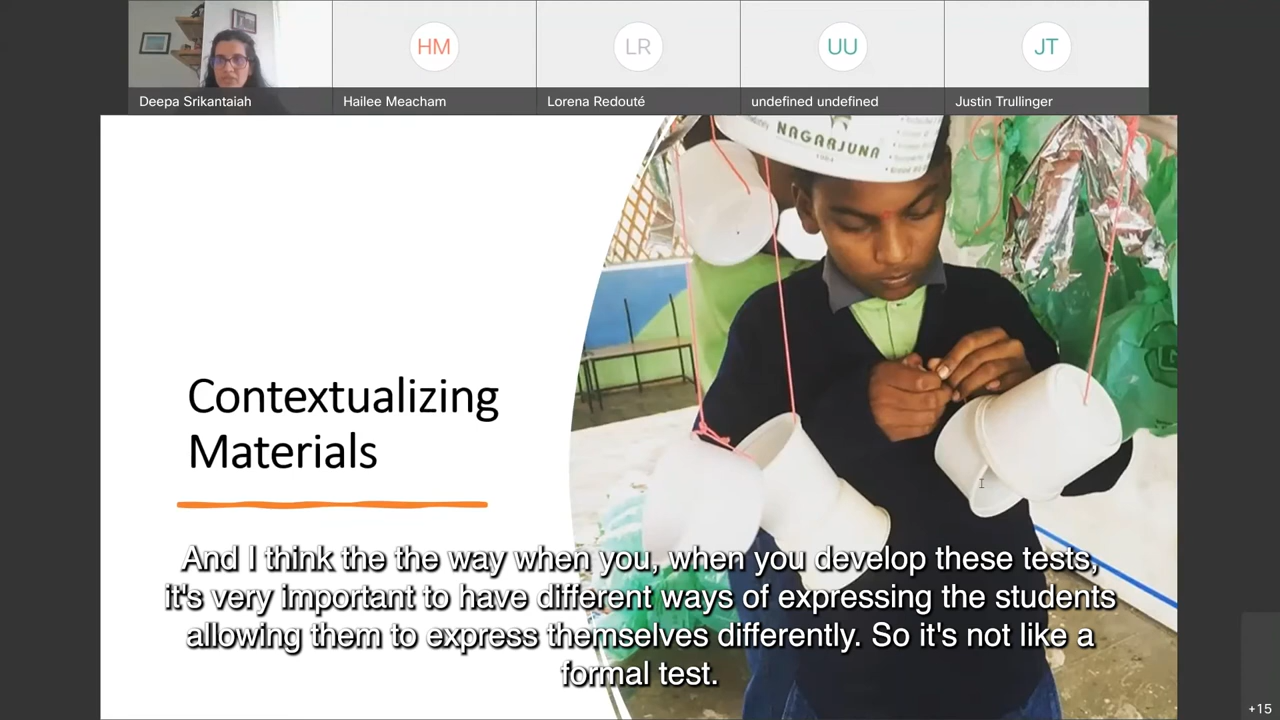 HM
LR
UU
JT
Deepa Srikantaiah
Hailee Meacham
Lorena Redouté
undefined undefined
Justin Trullinger
NAGARJUNA
Contextualizing
Materials
And I think the the way when you, when you develop these tests,
it's very important to have different ways of expressing the students
allowing them to express themselves differently. So it's not like a
formal test.
+15